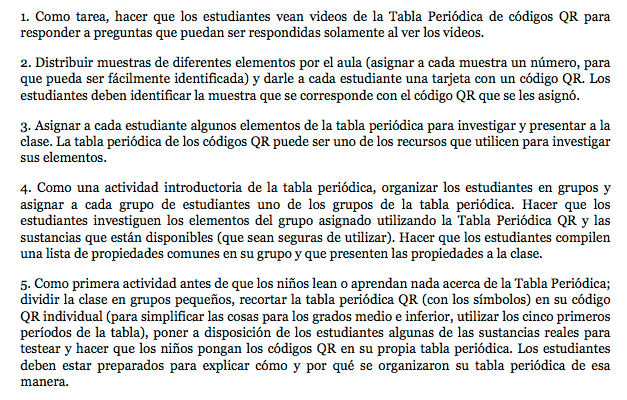 1. Como tarea, hacer que los estudiantes vean videos de la Tabla Periódica de códigos QR para
responder a preguntas que puedan ser respondidas solamente al ver los videos.
2. Distribuir muestras de diferentes elementos por el aula (asignar a cada muestra un número, para
que pueda ser fácilmente identificada) y darle a cada estudiante una tarjeta con un código QR. Los
estudiantes deben identificar la muestra que se corresponde con el código QR que se les asignó.
3. Asignar a cada estudiante algunos elementos de la tabla periódica para investigar y presentar a la
clase. La tabla periódica de los códigos QR puede ser uno de los recursos que utilicen para investigar
sus elementos.
4. Como una actividad introductoria de la tabla periódica, organizar los estudiantes en grupos y
asignar a cada grupo de estudiantes uno de los grupos de la tabla periódica. Hacer que los
estudiantes investiguen los elementos del grupo asignado utilizando la Tabla Periódica QR y las
sustancias que están disponibles (que sean seguras de utilizar). Hacer que los estudiantes compilen
una lista de propiedades comunes en su grupo y que presenten las propiedades a la clase.
5. Como primera actividad antes de que los niños lean o aprendan nada acerca de la Tabla Periódica;
dividir la clase en grupos pequeños, recortar la tabla periódica QR (con los símbolos) en su código
QR individual (para simplificar las cosas para los grados medio e inferior, utilizar los cinco primeros
períodos de la tabla), poner a disposición de los estudiantes algunas de las sustancias reales para
testear y hacer que los niños pongan los códigos QR en su propia tabla periódica. Los estudiantes
deben estar preparados para explicar cómo y por qué se organizaron su tabla periódica de esa
manera.